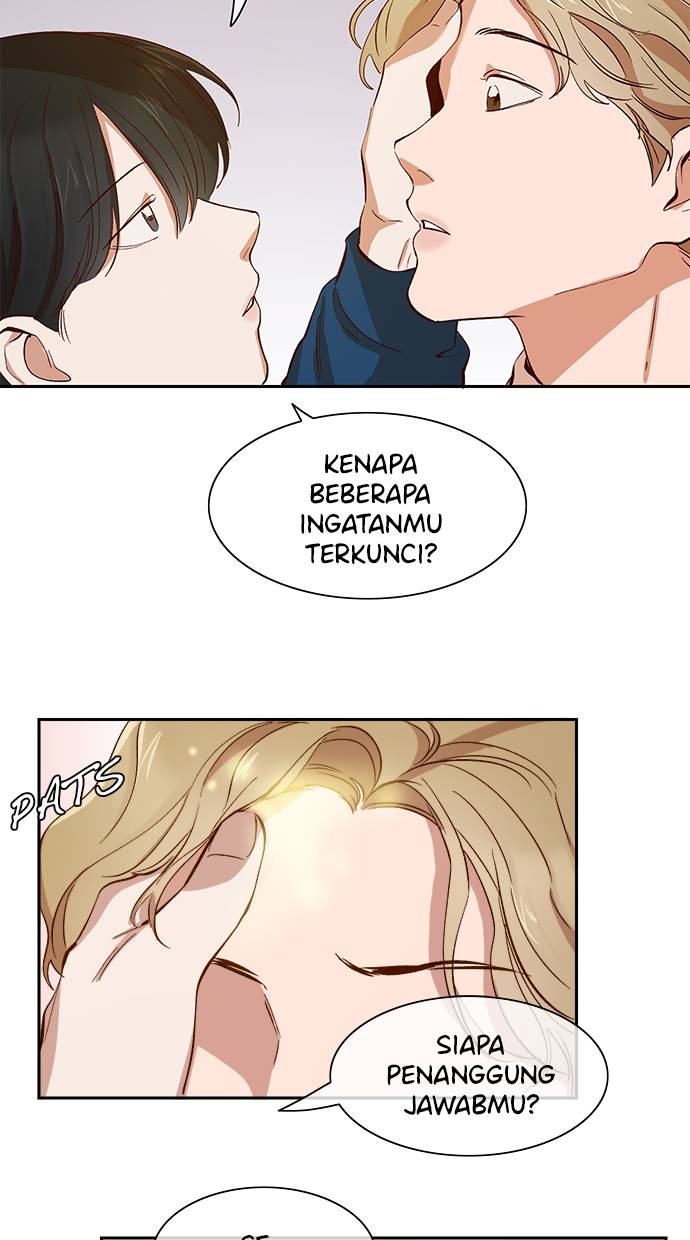 KENAPA
BEBERAPA
INGATANMU
TERKUNCI?
PATS
SIAPA
PENANGGUNG
JAWABMU?